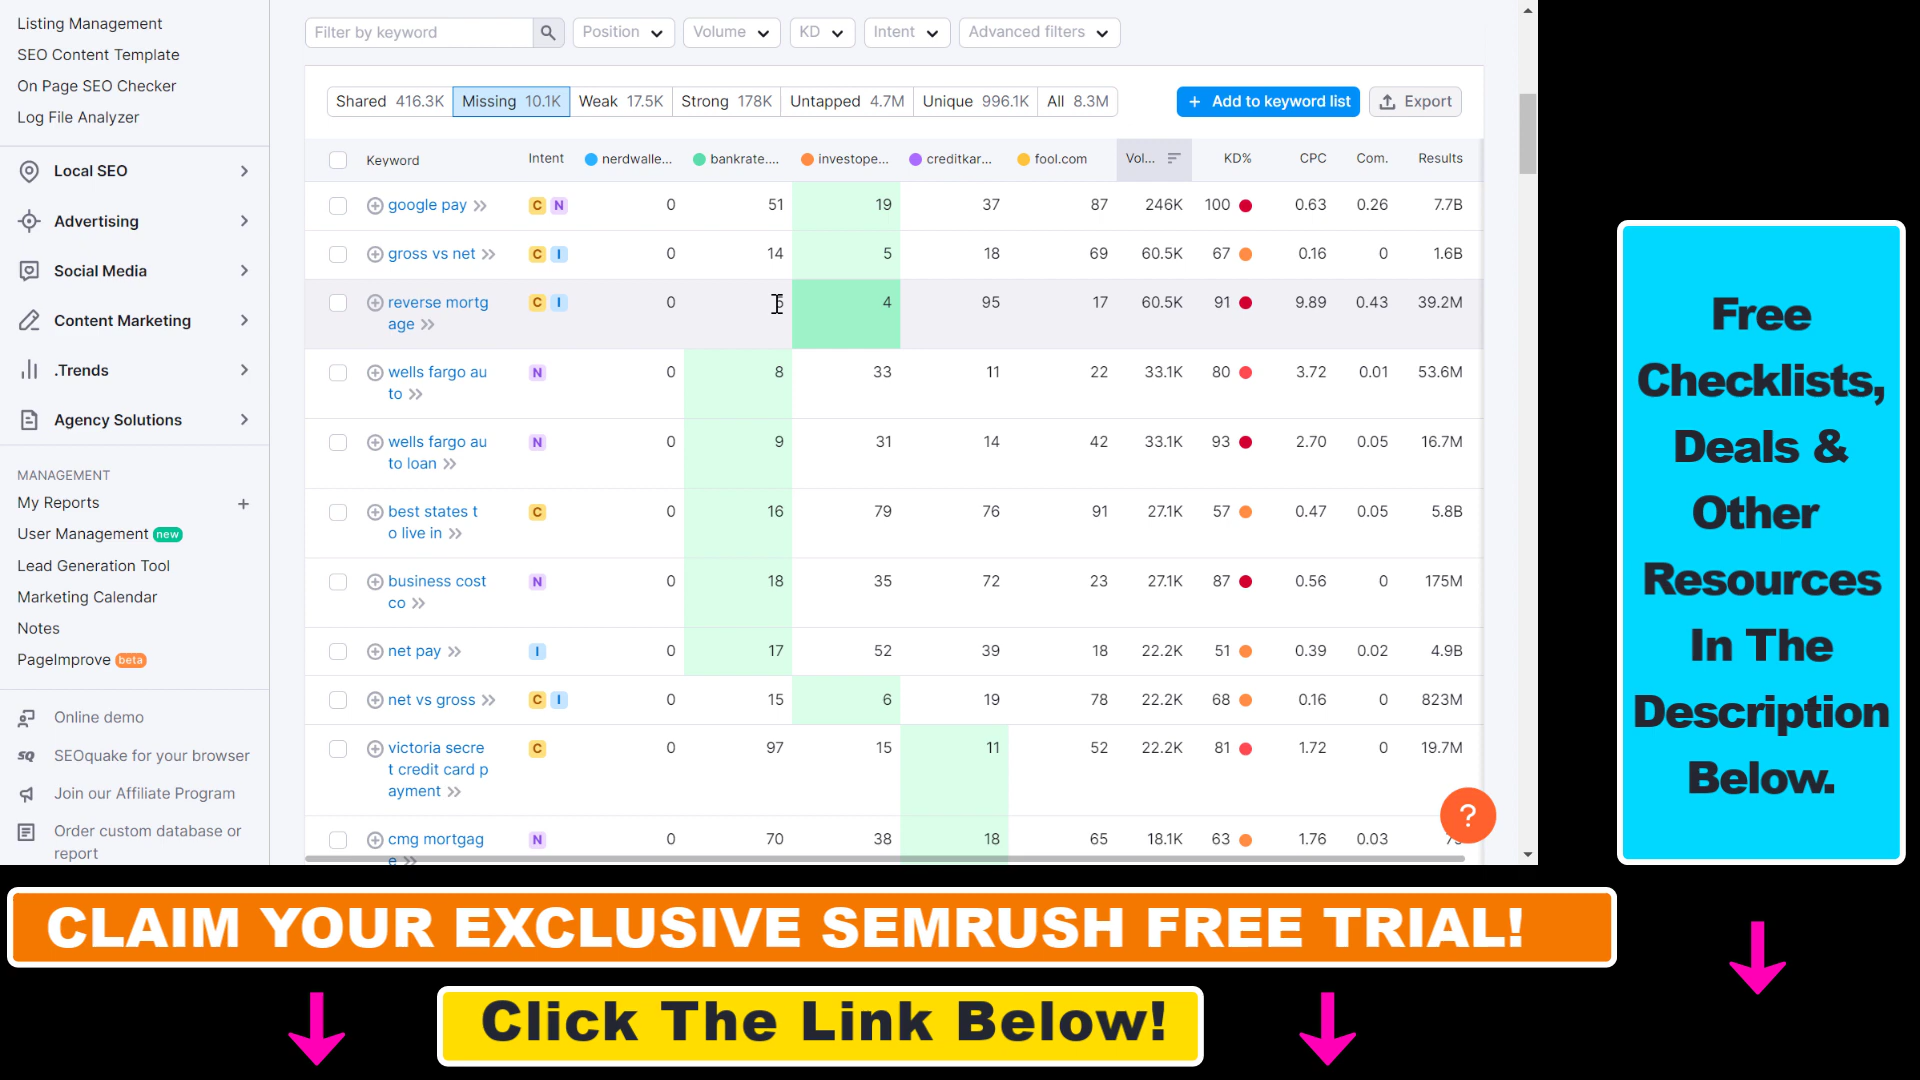 Listing Management
SEO Content Template
On Page SEO Checker
Log File Analyzer
Local SEO
Advertising
Social Media
Content Marketing
.Trends
Agency Solutions
MANAGEMENT
My Reports +
User Management new
Lead Generation Tool
Marketing Calendar
Notes
PageImprove beta
Online demo
SQ SEOquake for your browser
Join our Affiliate Program
Order custom database or
report
Filter by keyword Position Volume KD Intent Advanced filters
Shared 416.3K Missing 10.1K Weak 17.5K Strong 178K Untapped 4.7M Unique 996.1K All 8.3M + Add to keyword list Export
Keyword Intent nerdwalle... bankrate.... investope... creditkar... fool.com Vol... KD% CPC Com. Results
google pay C N 0 51 19 37 87 246K 100 0.63 0.26 7.7B
gross vs net C I 0 14 5 18 69 60.5K 67 0.16 0 1.6B
reverse mortg C I 0 4 95 17 60.5K 91 9.89 0.43 39.2M
age
wells fargo au N 0 8 33 11 22 33.1K 80 3.72 0.01 53.6M
to
wells fargo au N 0 9 31 14 42 33.1K 93 2.70 0.05 16.7M
to loan
best states t C 0 16 79 76 91 27.1K 57 0.47 0.05 5.8B
o live in
business cost N 0 18 35 72 23 27.1K 87 0.56 0 175M
co
net pay I 0 17 52 39 18 22.2K 51 0.39 0.02 4.9B
net vs gross C I 0 15 6 19 78 22.2K 68 0.16 0 823M
victoria secre C 0 97 15 11 52 22.2K 81 1.72 0 19.7M
t credit card p
ayment
cmg mortgag N 0 70 38 18 65 18.1K 63 1.76 0.03
e
?
Free
Checklists,
Deals &
Other
Resources
In The
Description
Below.
CLAIM YOUR EXCLUSIVE SEMRUSH FREE TRIAL!
Click The Link Below!